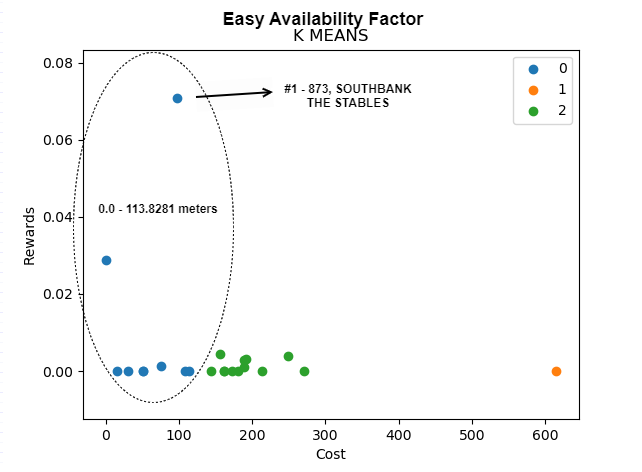 Easy Availability Factor
K MEANS
0.08
0.06
0.04
0.02
0.00
Rewards
#1 - 873, SOUTHBANK
THE STABLES
0.0 - 113.8281 meters
0
1
2
0 100 200 300 400 500 600
Cost